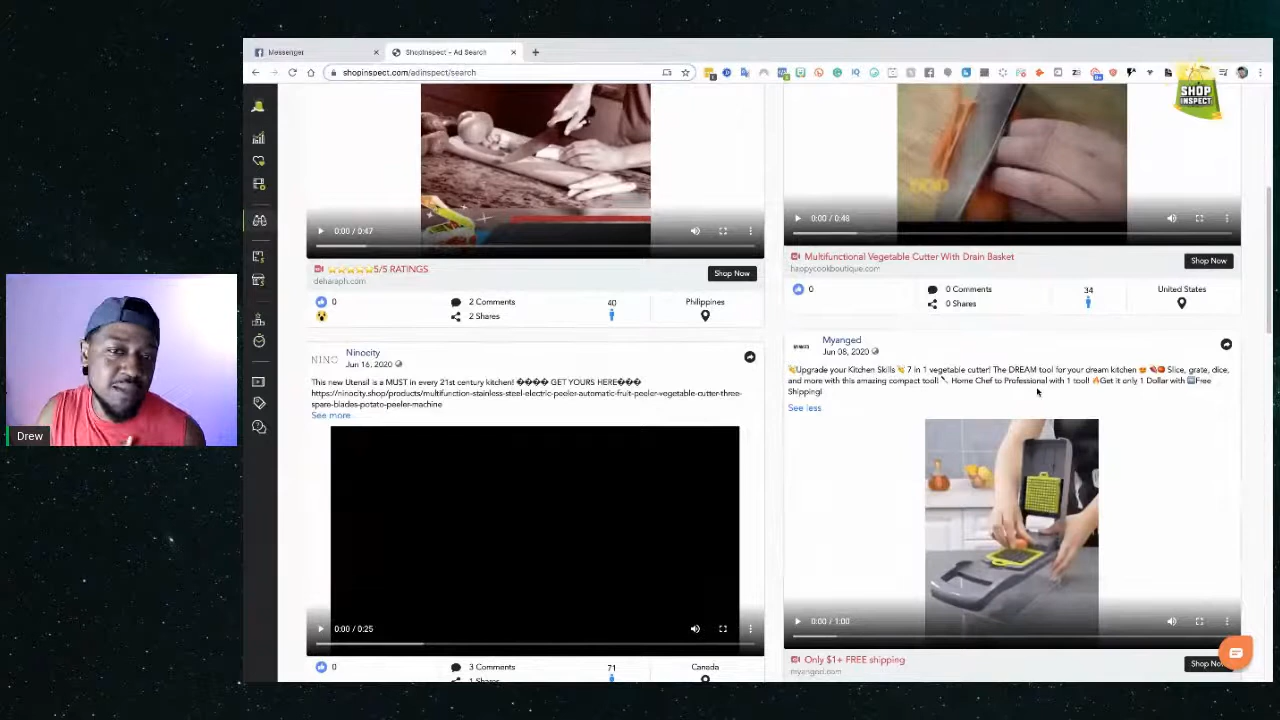 Messenger
ShopInspect - Ad Search
shopinspect.com/adinspect/search
SHOP
INSPECT
0:00 / 0:47
0:00 / 0:48
5/5 RATINGS
deharaph.com
Shop Now
Multifunctional Vegetable Cutter With Drain Basket
happycookboutique.com
Shop Now
0
2 Comments
2 Shares
40
Philippines
0
0 Comments
0 Shares
34
United States
NINO
Ninocity
Jun 16, 2020
This new Utensil is a MUST in every 21st century kitchen! ���� GET YOURS HERE���
https://ninocity.shop/products/multifunction-stainless-steel-electric-peeler-automatic-fruit-peeler-vegetable-cutter-three-
spare-blades-potato-peeler-machine
See more
Myanged
Jun 08, 2020
Upgrade your Kitchen Skills 7 in 1 vegetable cutter! The DREAM tool for your dream kitchen Slice, grate, dice,
and more with this amazing compact tool! Home Chef to Professional with 1 tool! Get it only 1 Dollar with Free
Shipping!
See less
Drew
0:00 / 0:25
0:00 / 1:00
0
3 Comments
71
Canada
Only $1+ FREE shipping
myanged.com
Shop